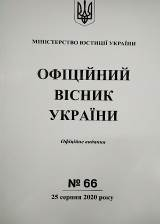 МІНІСТЕРСТВО ЮСТИЦІЇ УКРАЇНИ
ОФІЦІЙНИЙ
ВІСНИК
УКРАЇНИ
Офіційне видання
№ 66
25 серпня 2020 року